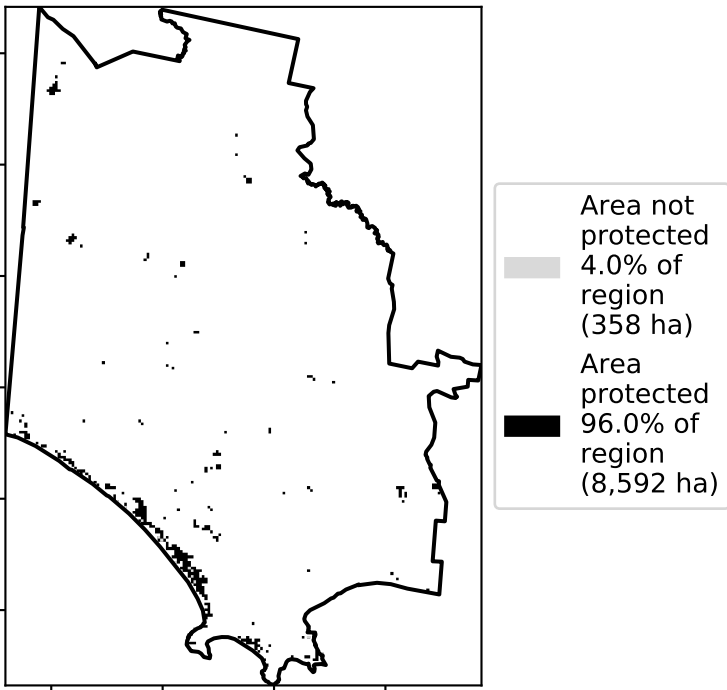 Area not
protected
4.0% of
region
(358 ha)
Area
protected
96.0% of
region
(8,592 ha)